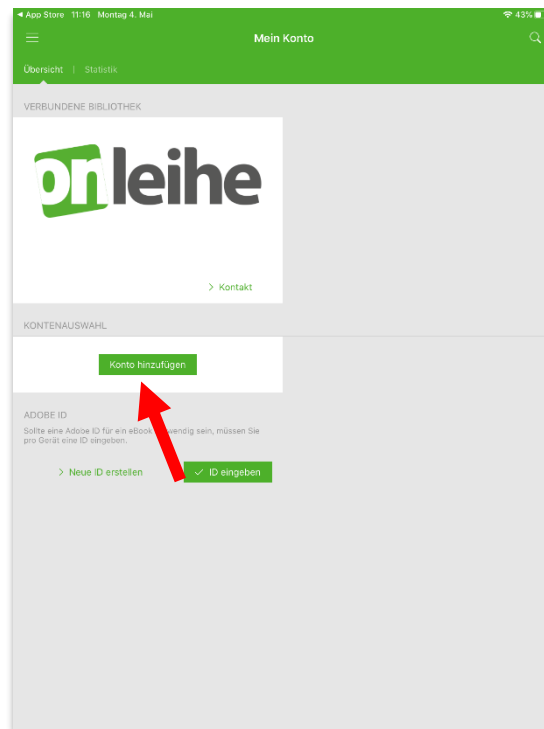 ◀ App Store 11:16 Montag 4. Mai 43%
Mein Konto
Übersicht | Statistik
VERBUNDENE BIBLIOTHEK
onleihe
> Kontakt
KONTENAUSWAHL
Konto hinzufügen
ADOBE ID
Sollte eine Adobe ID für ein eBook sein, müssen Sie
pro Gerät eine ID eingeben.
> Neue ID erstellen ✓ ID eingeben